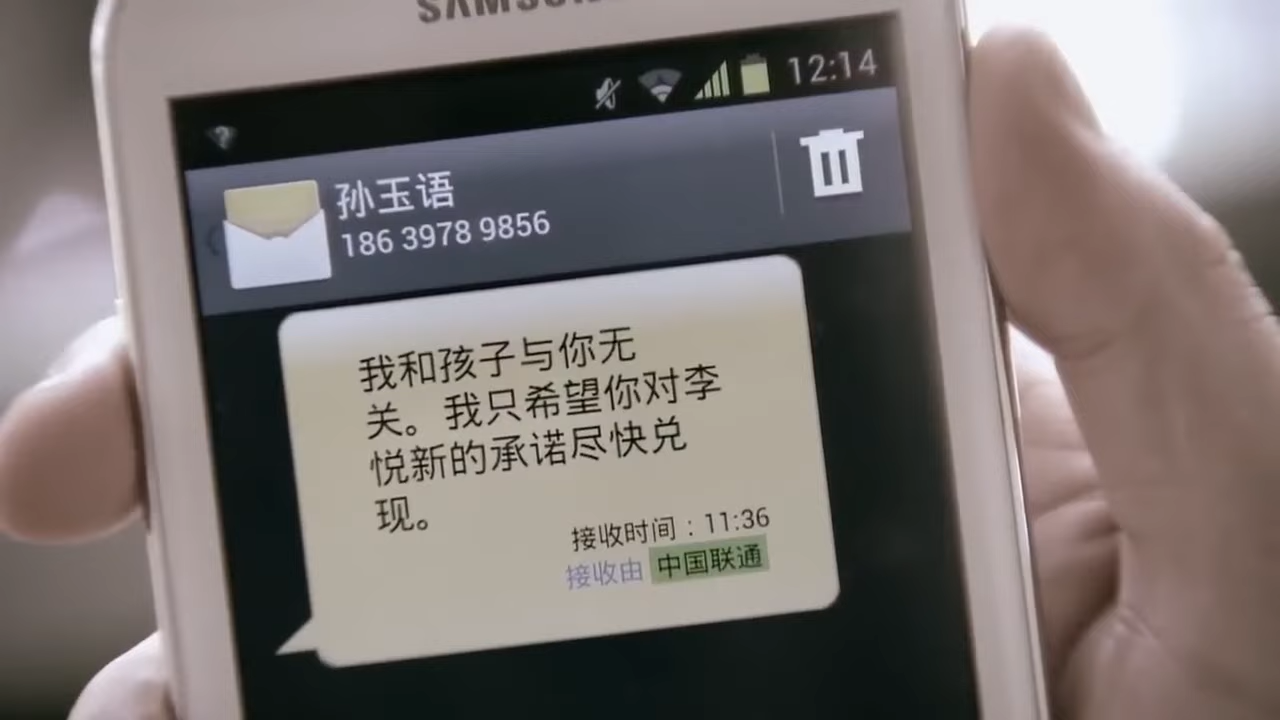 SAMSUNG
12:14
孙玉语
186 3978 9856
我和孩子与你无
关。我只希望你对李
悦新的承诺尽快兑
现。
接收时间：11:36
接收由 中国联通